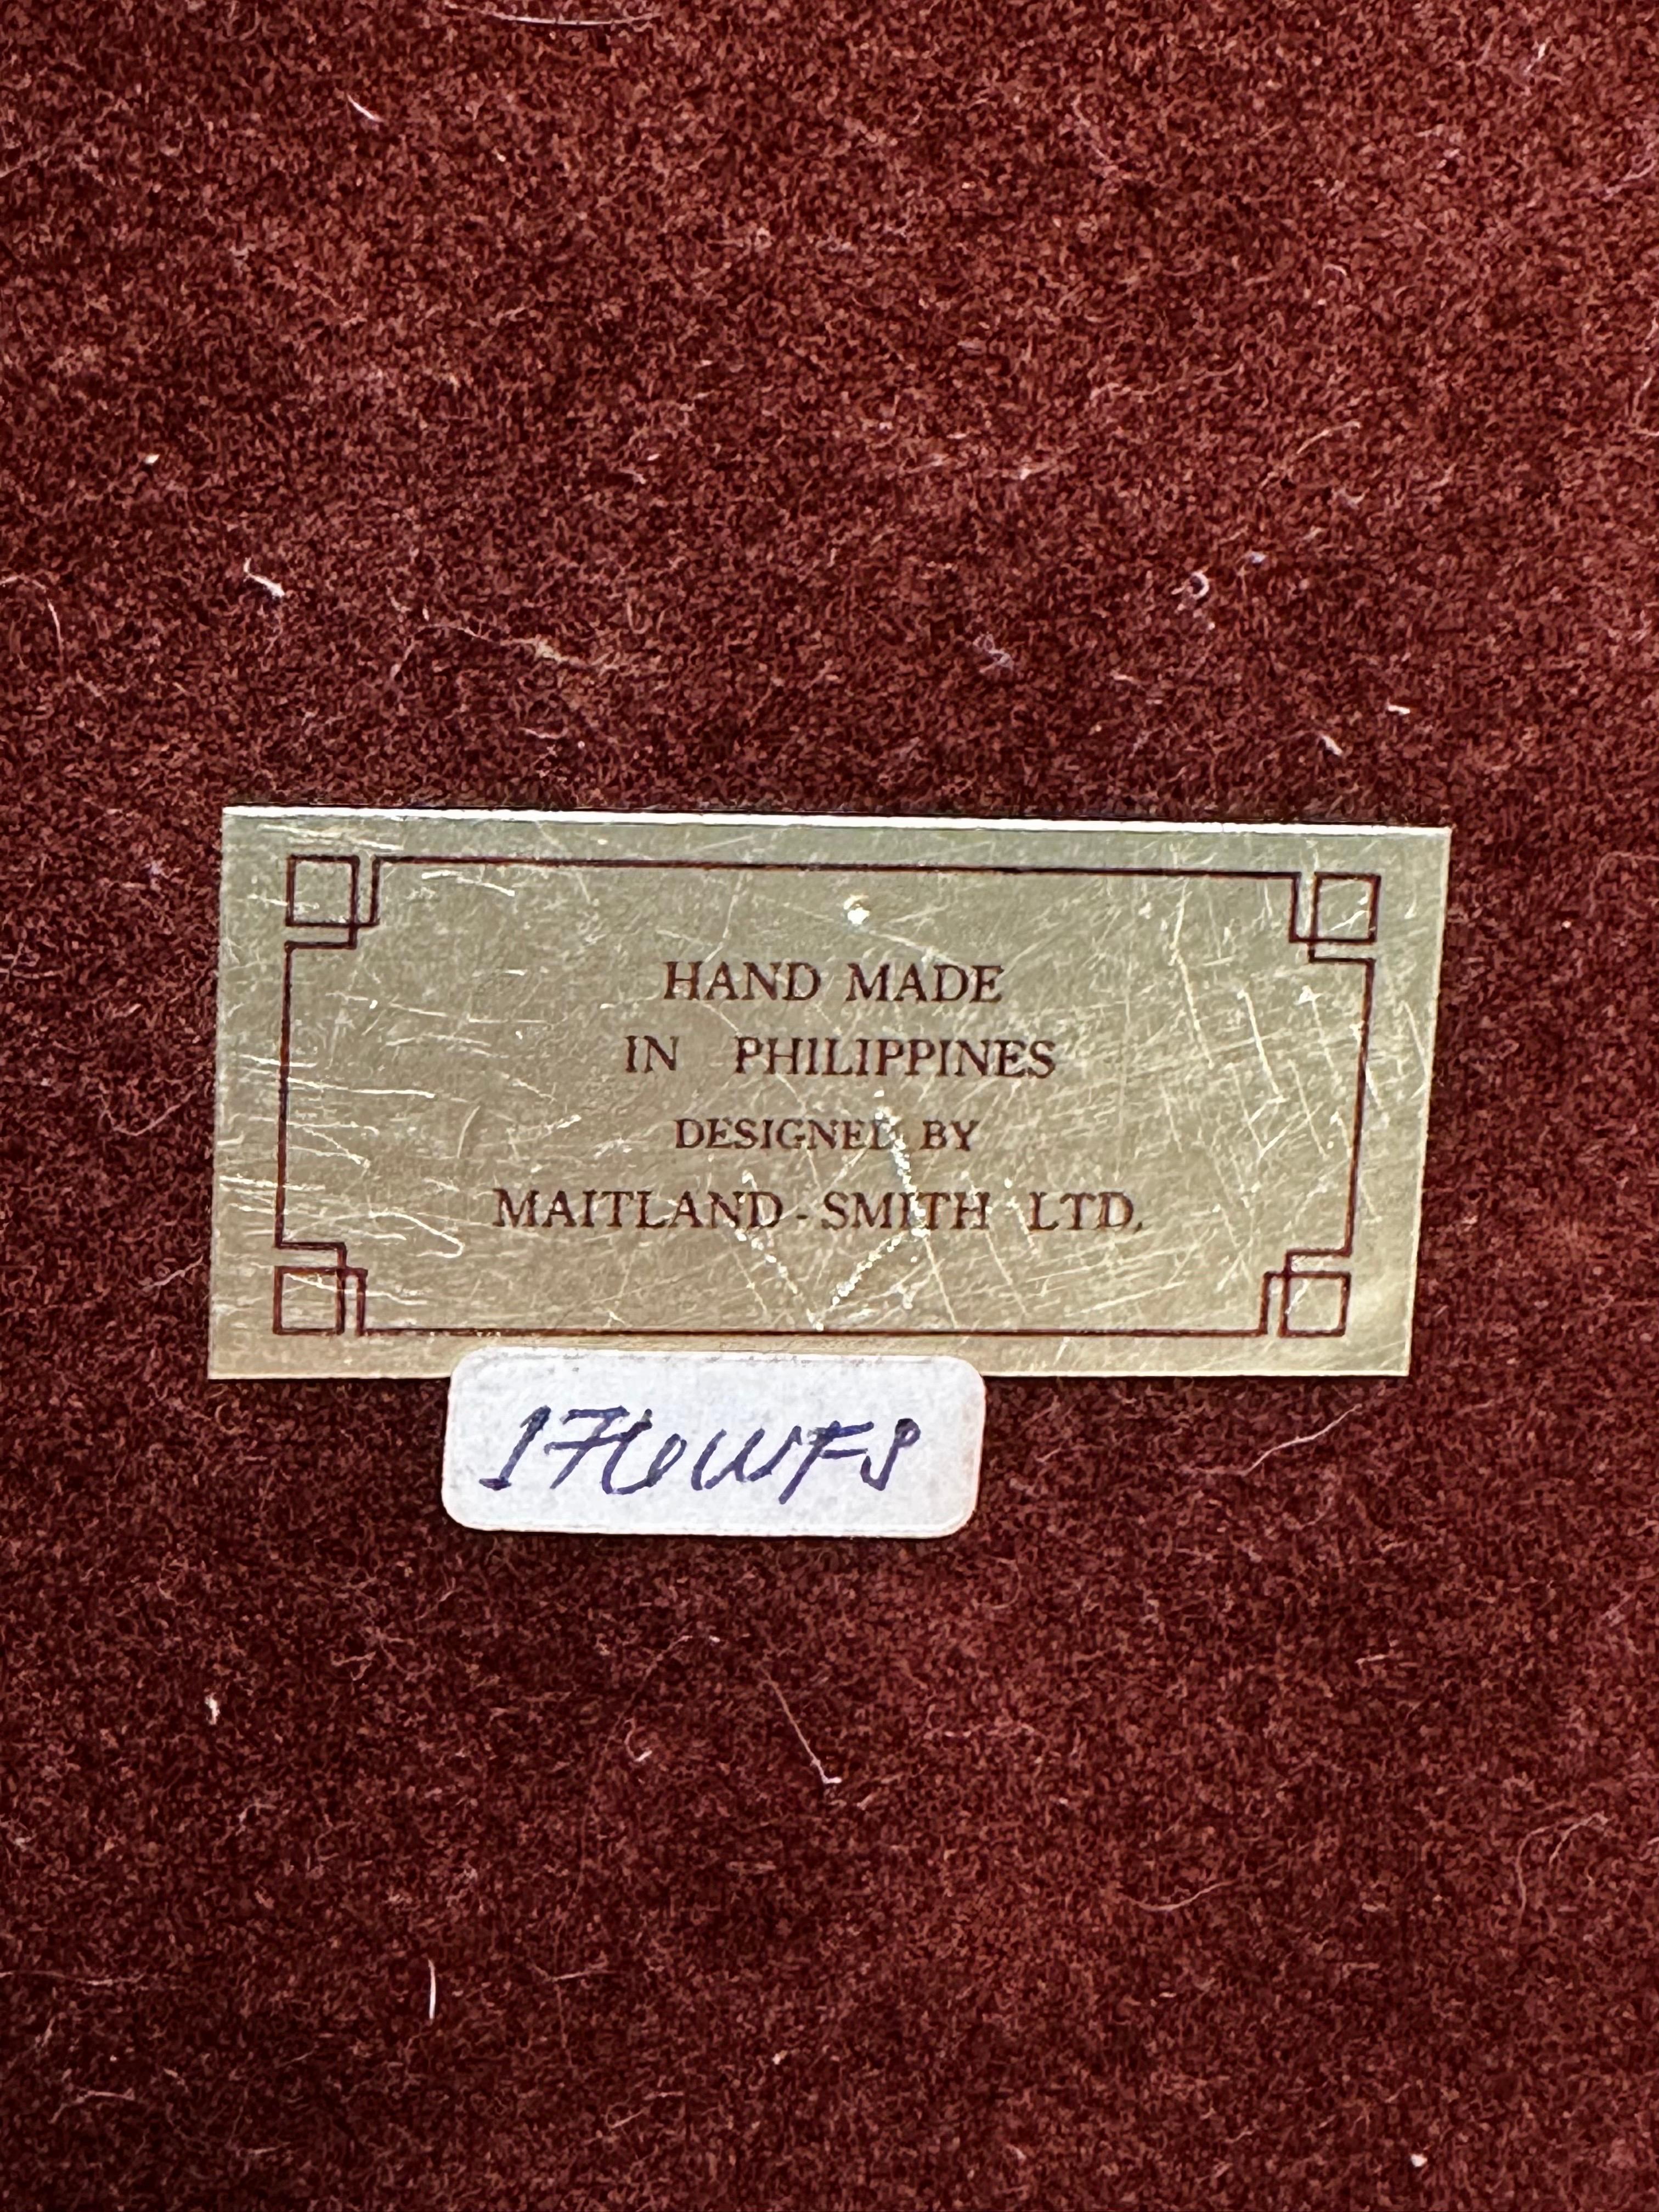 HAND MADE
IN PHILIPPINES
DESIGNED BY
MAITLAND-SMITH LTD.